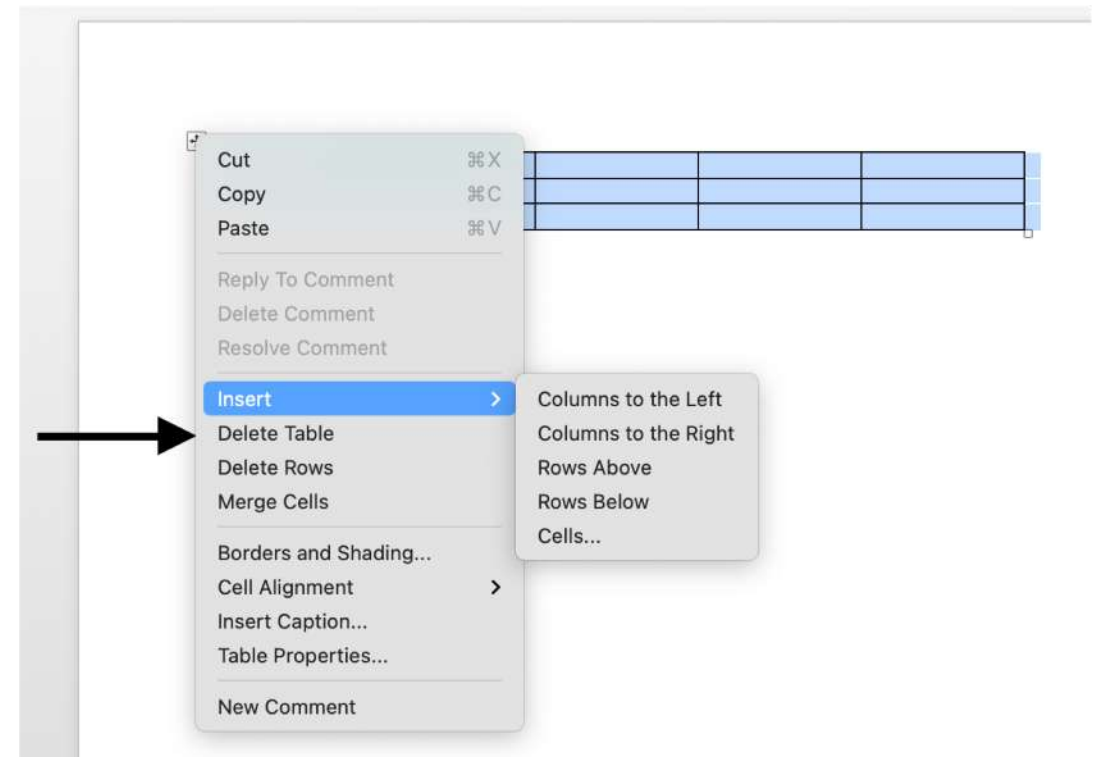 Cut ⌘X
Copy ⌘C
Paste ⌘V
Reply To Comment
Delete Comment
Resolve Comment
Insert
Delete Table
Delete Rows
Merge Cells
Borders and Shading...
Cell Alignment
Insert Caption...
Table Properties...
New Comment
Columns to the Left
Columns to the Right
Rows Above
Rows Below
Cells...